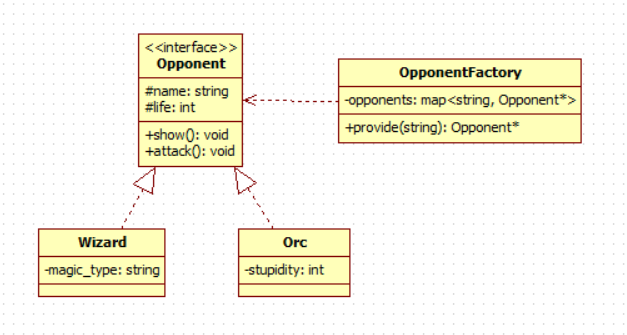 <<interface>>
Opponent
#name: string
#life: int
+show(): void
+attack(): void
OpponentFactory
-opponents: map<string, Opponent*>
+provide(string): Opponent*
Wizard
-magic_type: string
Orc
-stupidity: int